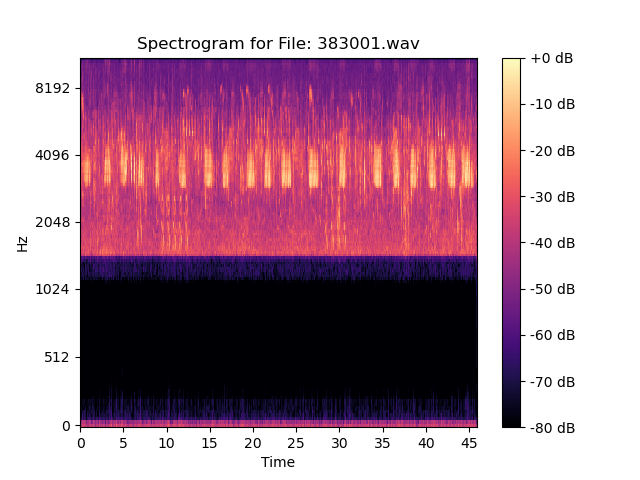 Spectrogram for File: 383001.wav
Hz
8192
4096
2048
1024
512
0
0 5 10 15 20 25 30 35 40 45
Time
+0 dB
-10 dB
-20 dB
-30 dB
-40 dB
-50 dB
-60 dB
-70 dB
-80 dB